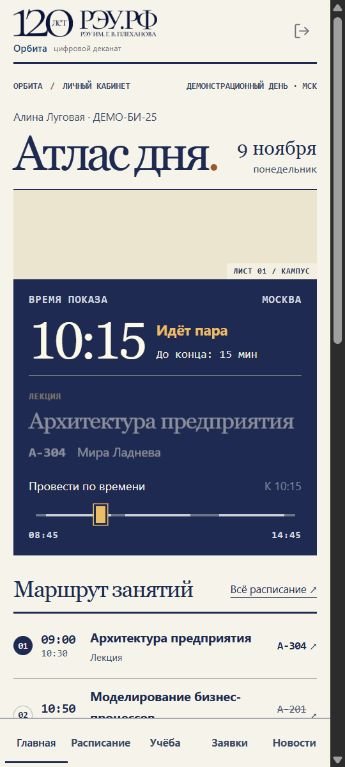 120 ЛЕТ РЭУ.РФ
РЭУ ИМ. Г. В. ПЛЕХАНОВА
Орбита цифровой деканат
ОРБИТА / ЛИЧНЫЙ КАБИНЕТ
ДЕМОНСТРАЦИОННЫЙ ДЕНЬ • МСК
Алина Луговая · ДЕМО-БИ-25
Атлас дня.
9 ноября
понедельник
ЛИСТ 01 / КАМПУС
ВРЕМЯ ПОКАЗА
МОСКВА
10:15
Идёт пара
До конца: 15 мин
ЛЕКЦИЯ
Архитектура предприятия
А-304 Мира Ладнева
Провести по времени
К 10:15
08:45
14:45
Маршрут занятий
Всё расписание ↗
01
09:00
10:30
Архитектура предприятия
Лекция
А-304 ↗
02
10:50
Моделирование бизнес-
процессов
А-201 ↗
Главная Расписание Учёба Заявки Новости